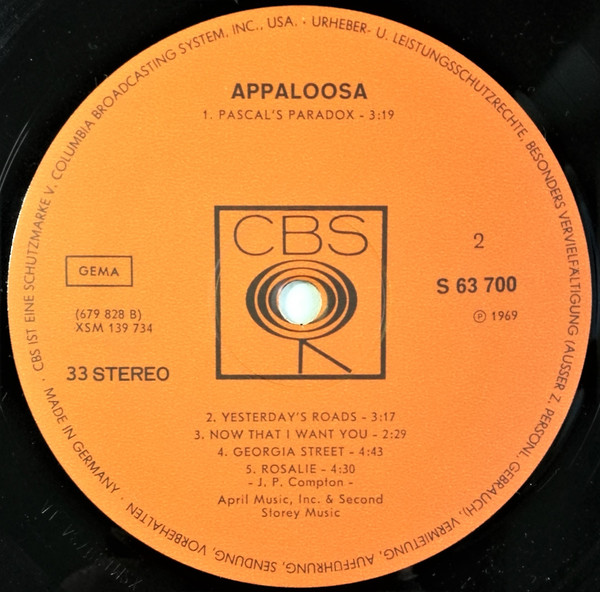 CBS IST EINE SCHUTZMARKE V. COLUMBIA BROADCASTING SYSTEM, INC., USA. · URHEBER- U. LEISTUNGSSCHUTZRECHTE, BESONDERS VERVIELFÄLTIGUNG (AUSSER Z. PERSÖNL. GEBRAUCH), VERMIETUNG, AUFFÜHRUNG, SENDUNG, VORBEHALTEN · MADE IN GERMANY ·
APPALOOSA
1. PASCAL'S PARADOX - 3:19
CBS
2
GEMA
S 63 700
(679 828 B)
XSM 139 734
℗ 1969
33 STEREO
2. YESTERDAY'S ROADS - 3:17
3. NOW THAT I WANT YOU - 2:29
4. GEORGIA STREET - 4:43
5. ROSALIE - 4:30
- J. P. Compton -
April Music, Inc. & Second
Storey Music